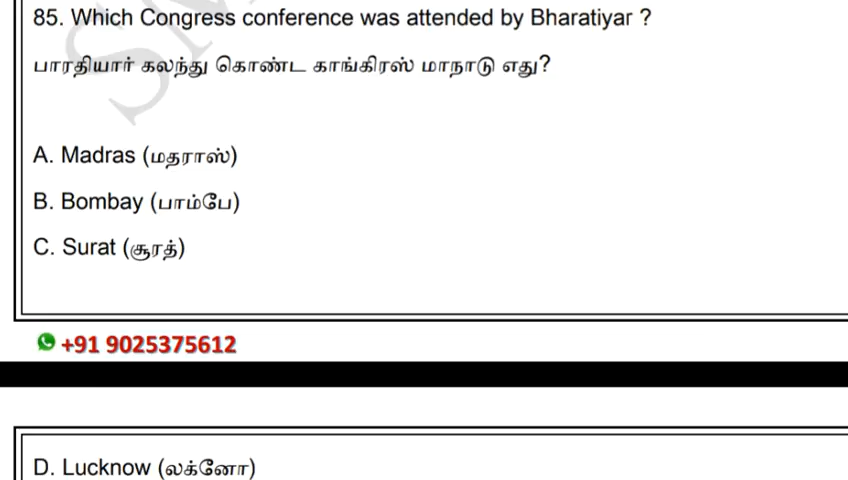 85. Which Congress conference was attended by Bharatiyar ?
பாரதியார் கலந்து கொண்ட காங்கிரஸ் மாநாடு எது?
A. Madras (மதராஸ்)
B. Bombay (பாம்பே)
C. Surat (சூரத்)
+91 9025375612
D. Lucknow (லக்னோ)